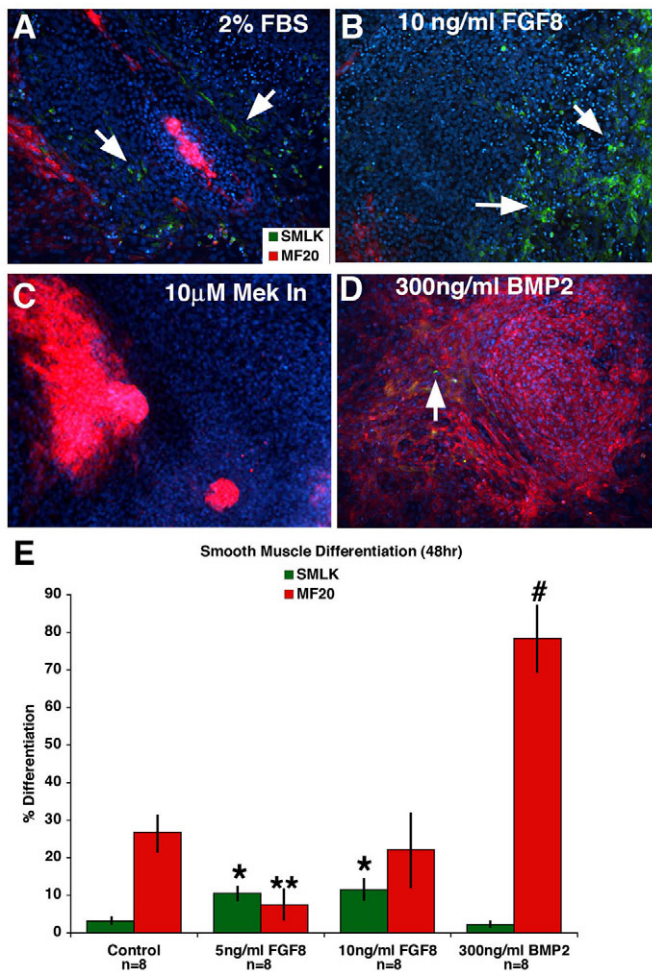 A 2% FBS
SMLK
MF20
B 10 ng/ml FGF8
C 10µM Mek In
D 300ng/ml BMP2
E
Smooth Muscle Differentiation (48hr)
SMLK
MF20
% Differentiation
90
80
70
60
50
40
30
20
10
0
*
**
*
#
Control
n=8
5ng/ml FGF8
n=8
10ng/ml FGF8
n=8
300ng/ml BMP2
n=8